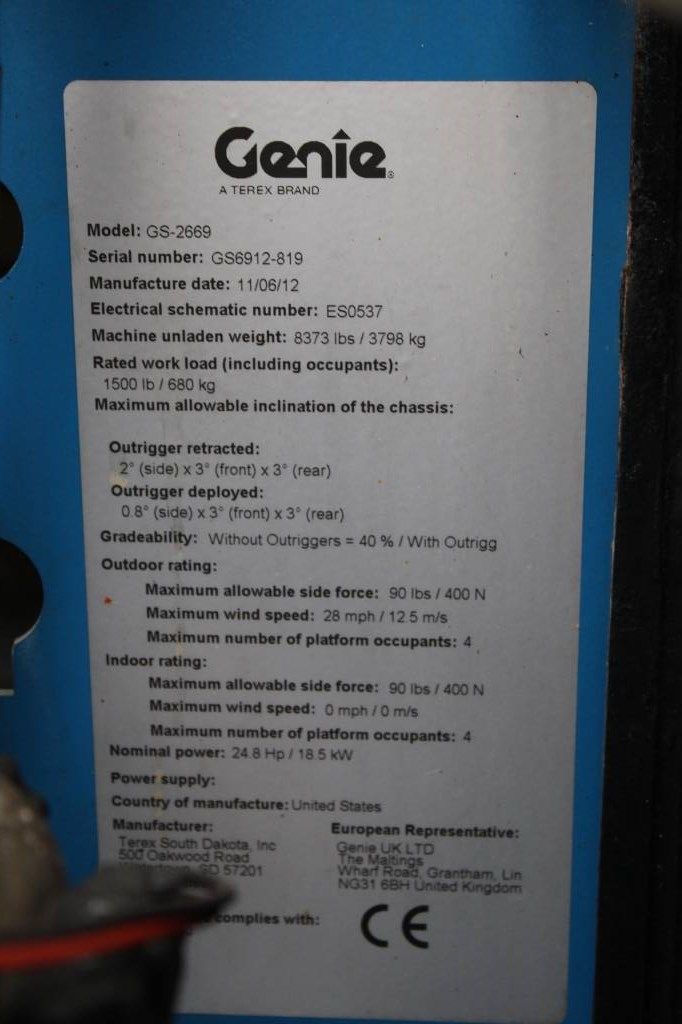 Genie®
A TEREX BRAND
Model: GS-2669
Serial number: GS6912-819
Manufacture date: 11/06/12
Electrical schematic number: ES0537
Machine unladen weight: 8373 lbs / 3798 kg
Rated work load (including occupants):
1500 lb / 680 kg
Maximum allowable inclination of the chassis:
Outrigger retracted:
2° (side) x 3° (front) x 3° (rear)
Outrigger deployed:
0.8° (side) x 3° (front) x 3° (rear)
Gradeability: Without Outriggers = 40 % / With Outrigg
Outdoor rating:
Maximum allowable side force: 90 lbs / 400 N
Maximum wind speed: 28 mph / 12.5 m/s
Maximum number of platform occupants: 4
Indoor rating:
Maximum allowable side force: 90 lbs / 400 N
Maximum wind speed: 0 mph / 0 m/s
Maximum number of platform occupants: 4
Nominal power: 24.8 Hp / 18.5 kW
Power supply:
Country of manufacture: United States
Manufacturer:
Terex South Dakota, Inc
500 Oakwood Road
Watertown, SD 57201
European Representative:
Genie UK LTD
The Maltings
Wharf Road, Grantham, Lin
NG31 6BH United Kingdom
complies with:
CE